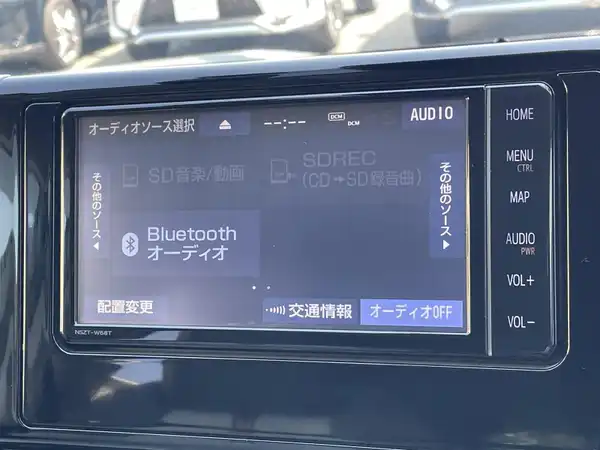 オーディオソース選択
--:--
DCM
DCM
AUDIO
その他のソース
SD音楽/動画
SDREC
(CD→SD録音曲)
その他のソース
Bluetooth
オーディオ
配置変更
交通情報
オーディオOFF
NSZT-W68T
HOME
MENU
CTRL
MAP
AUDIO
PWR
VOL+
VOL-